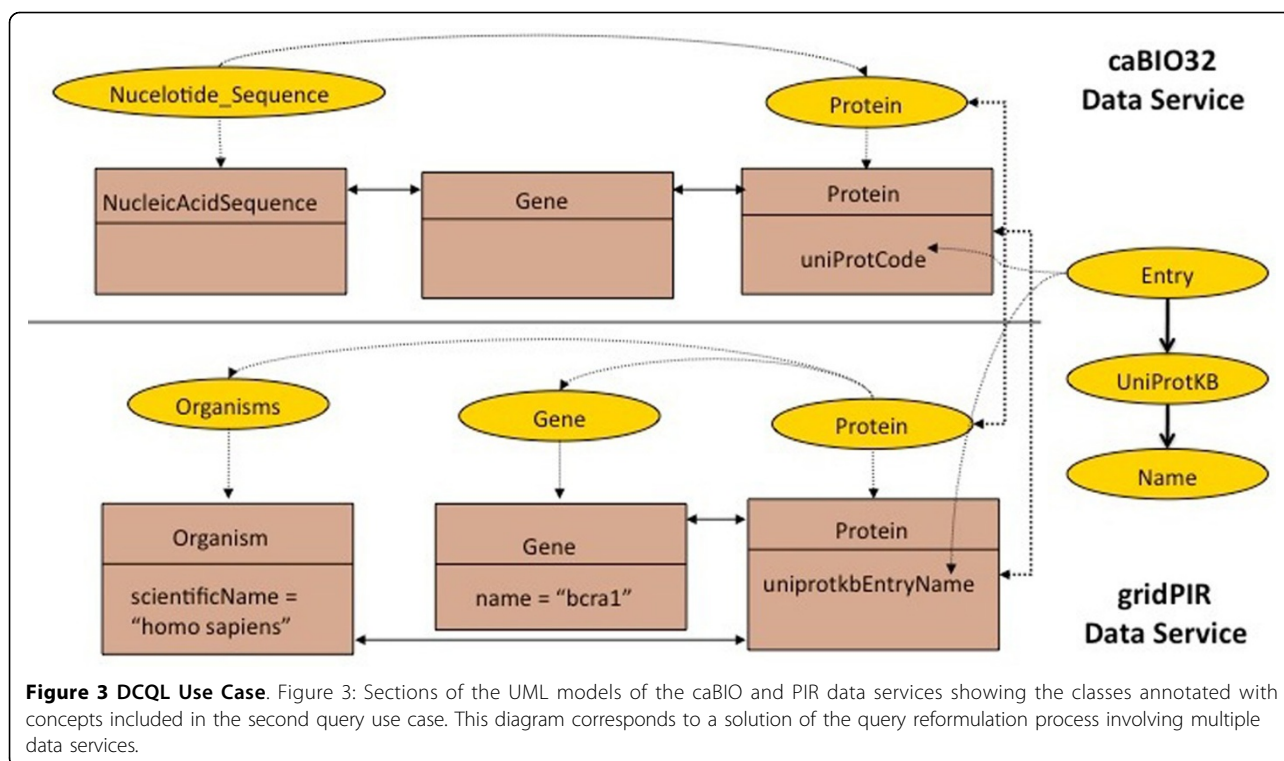 caBIO32
Data Service
Nucelotide_Sequence
Protein
NucleicAcidSequence
Gene
Protein
uniProtCode
Entry
UniProtKB
Name
Organisms
Gene
Protein
Organism
scientificName =
“homo sapiens”
Gene
name = “bcra1”
Protein
uniprotkbEntryName
gridPIR
Data Service
Figure 3 DCQL Use Case. Figure 3: Sections of the UML models of the caBIO and PIR data services showing the classes annotated with
concepts included in the second query use case. This diagram corresponds to a solution of the query reformulation process involving multiple
data services.